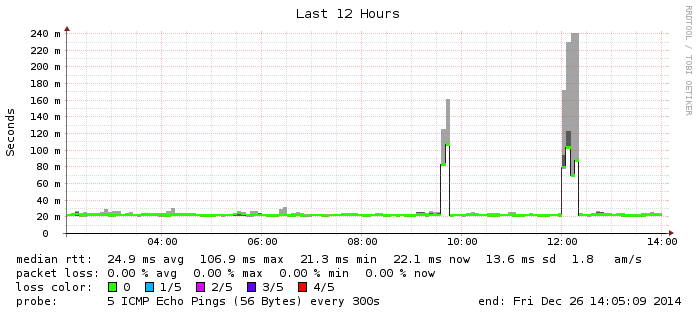 Last 12 Hours
RRDTOOL / TOBI OETIKER
Seconds
240 m
220 m
200 m
180 m
160 m
140 m
120 m
100 m
80 m
60 m
40 m
20 m
0
04:00 06:00 08:00 10:00 12:00 14:00
median rtt: 24.9 ms avg 106.9 ms max 21.3 ms min 22.1 ms now 13.6 ms sd 1.8 am/s
packet loss: 0.00 % avg 0.00 % max 0.00 % min 0.00 % now
loss color: 0 1/5 2/5 3/5 4/5
probe: 5 ICMP Echo Pings (56 Bytes) every 300s end: Fri Dec 26 14:05:09 2014